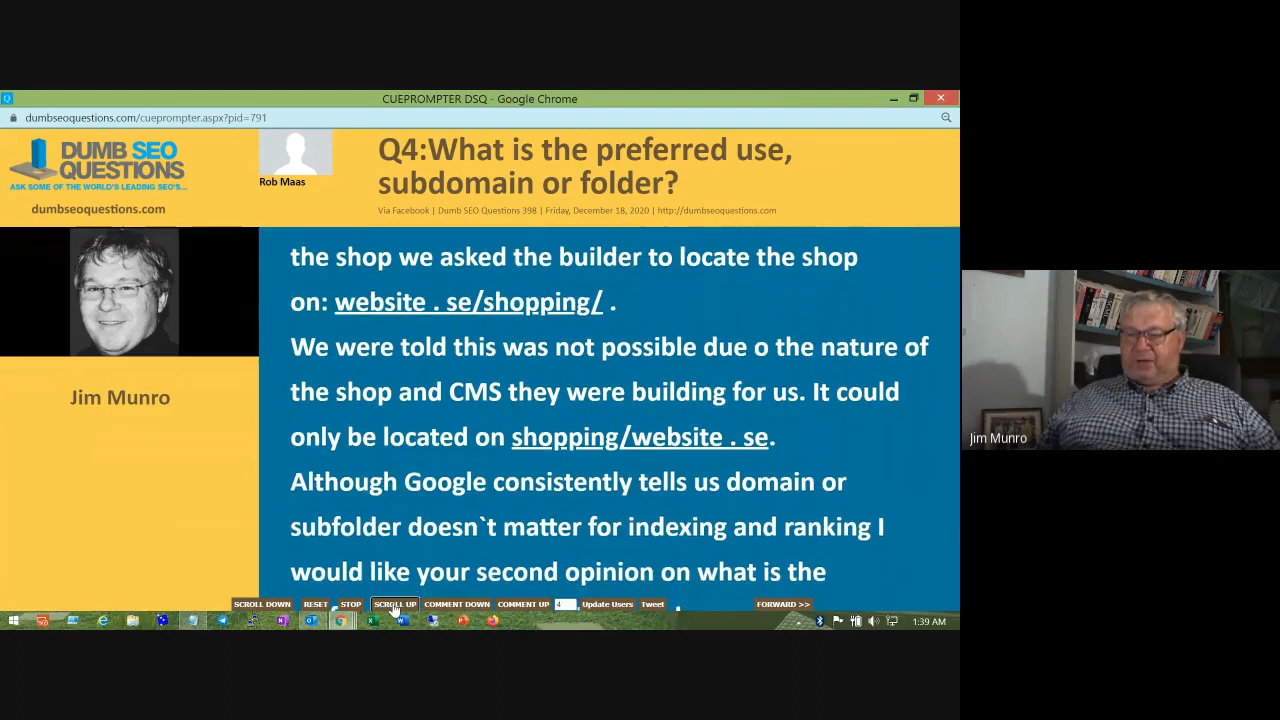 CUEPROMPTER DSQ - Google Chrome
dumbseoquestions.com/cueprompter.aspx?pid=791
DUMB SEO
QUESTIONS
ASK SOME OF THE WORLD'S LEADING SEO'S...
dumbseoquestions.com
Rob Maas
Q4:What is the preferred use,
subdomain or folder?
Via Facebook | Dumb SEO Questions 398 | Friday, December 18, 2020 | http://dumbseoquestions.com
Jim Munro
the shop we asked the builder to locate the shop
on: website . se/shopping/ .
We were told this was not possible due o the nature of
the shop and CMS they were building for us. It could
only be located on shopping/website . se.
Although Google consistently tells us domain or
subfolder doesn`t matter for indexing and ranking I
would like your second opinion on what is the
SCROLL DOWN RESET STOP SCROLL UP COMMENT DOWN COMMENT UP 4 Update Users Tweet FORWARD >>
1:39 AM
Jim Munro